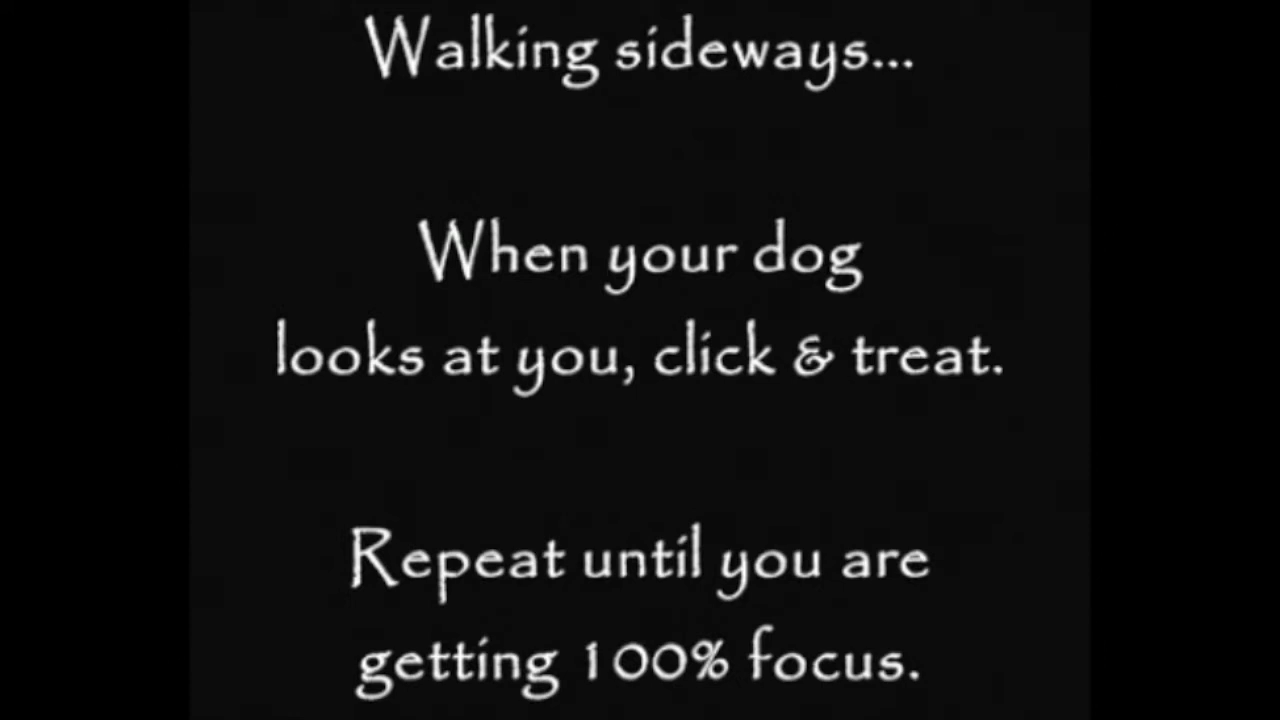 Walking sideways...
When your dog
looks at you, click & treat.
Repeat until you are
getting 100% focus.